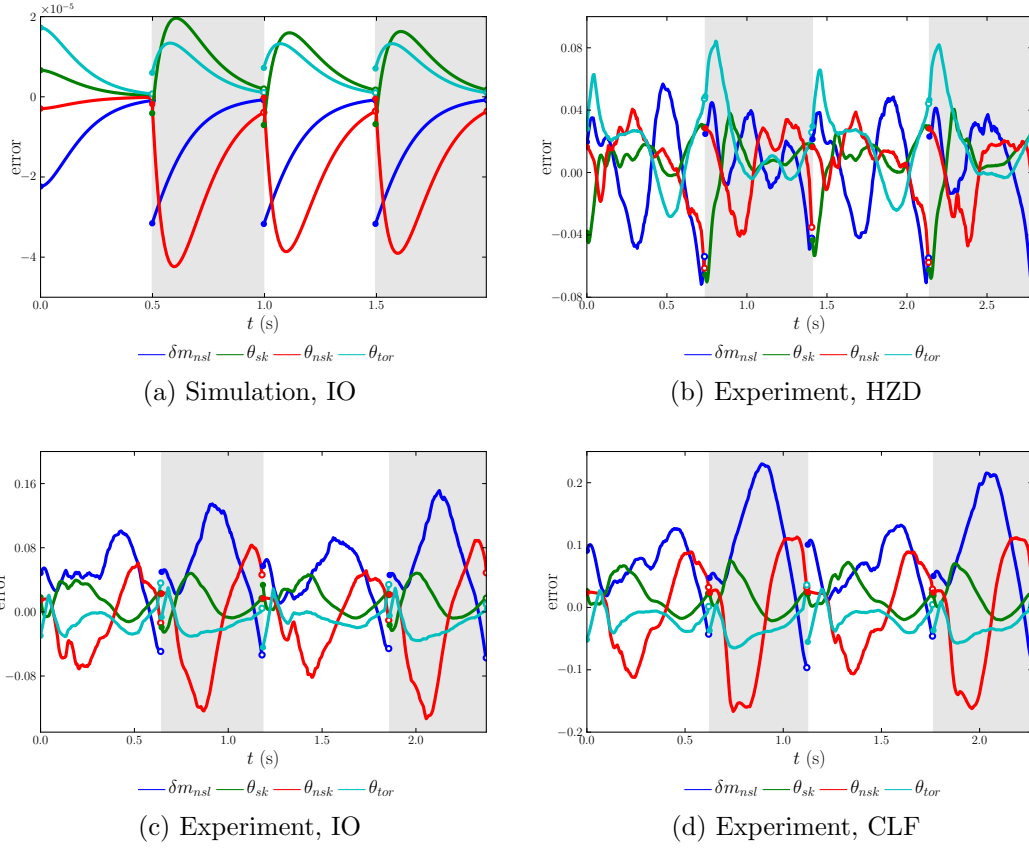 ×10⁻⁵
2
0
−2
−4
error
0.0 0.5 1.0 1.5
t (s)
δm_nsl θ_sk θ_nsk θ_tor
(a) Simulation, IO
0.08
0.04
0.00
−0.04
−0.08
error
0.0 0.5 1.0 1.5 2.0 2.5
t (s)
δm_nsl θ_sk θ_nsk θ_tor
(b) Experiment, HZD
0.16
0.08
0.00
−0.08
error
0.0 0.5 1.0 1.5 2.0
t (s)
δm_nsl θ_sk θ_nsk θ_tor
(c) Experiment, IO
0.2
0.1
0.0
−0.1
−0.2
error
0.0 0.5 1.0 1.5 2.0
t (s)
δm_nsl θ_sk θ_nsk θ_tor
(d) Experiment, CLF